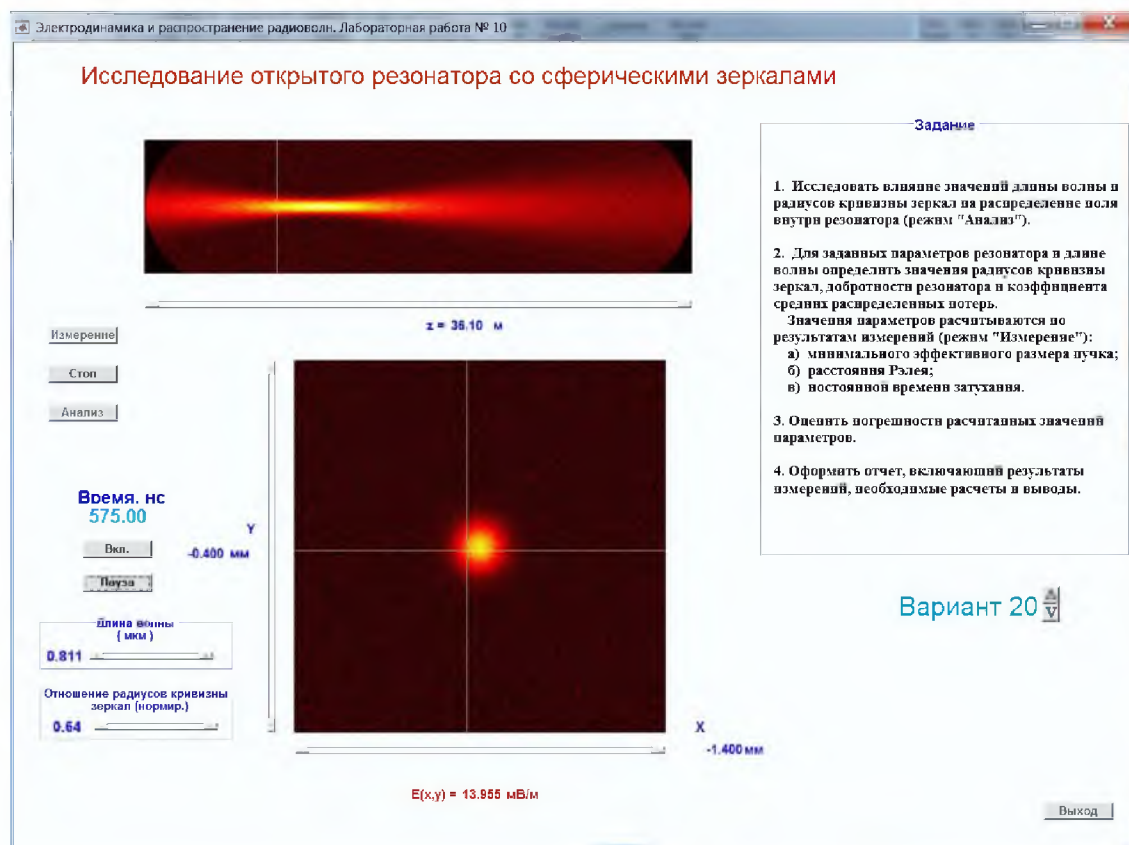 Электродинамика и распространение радиоволн. Лабораторная работа № 10
Исследование открытого резонатора со сферическими зеркалами
z = 36.10 м
Измерение
Стоп
Анализ
Время, нс
575.00
Вкл.
Пауза
Длина волны
( мкм )
0.811
Отношение радиусов кривизны
зеркал (нормир.)
0.64
Y
-0.400 мм
X
-1.400 мм
E(x,y) = 13.955 мВ/м
Задание
1. Исследовать влияние значений длины волны и
радиусов кривизны зеркал на распределение поля
внутри резонатора (режим "Анализ").
2. Для заданных параметров резонатора и длине
волны определить значения радиусов кривизны
зеркал, добротности резонатора и коэффициента
средних распределенных потерь.
Значения параметров расчитываются по
результатам измерений (режим "Измерение"):
а) минимального эффективного размера пучка;
б) расстояния Рэлея;
в) постоянной времени затухания.
3. Оценить погрешности расчитанных значений
параметров.
4. Оформить отчет, включающий результаты
измерений, необходимые расчеты и выводы.
Вариант 20
Выход